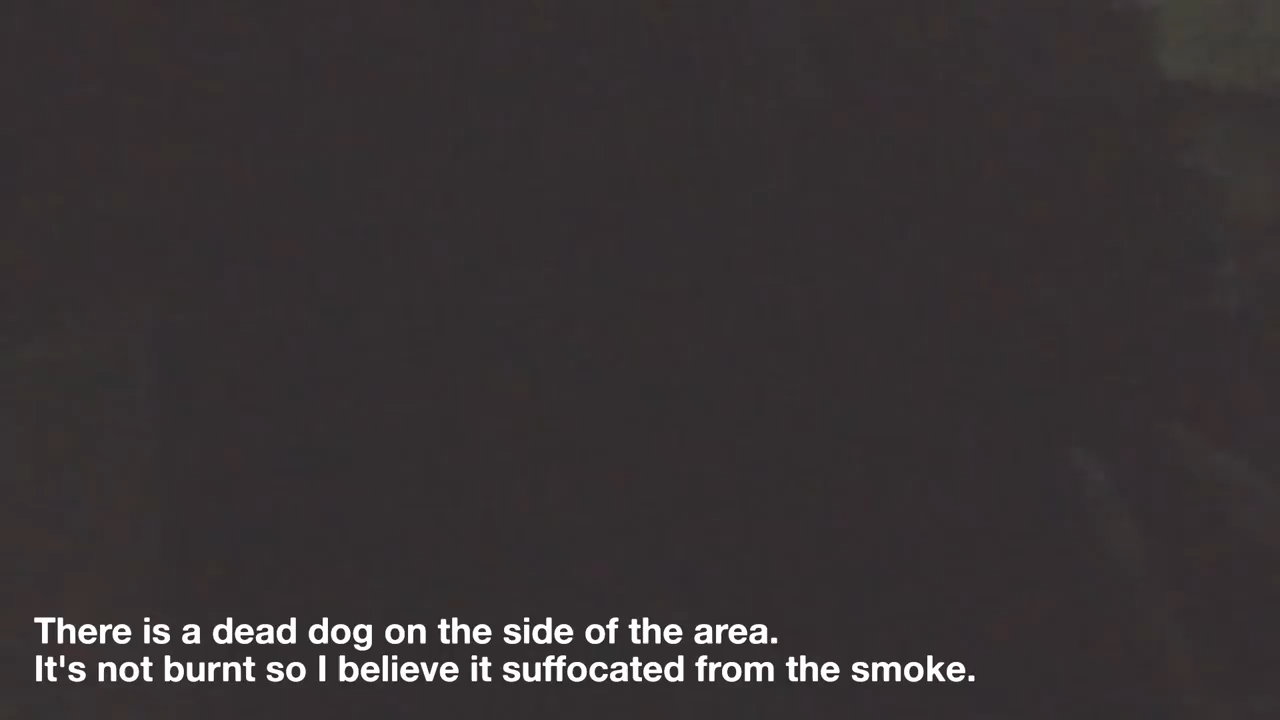 There is a dead dog on the side of the area.
It's not burnt so I believe it suffocated from the smoke.